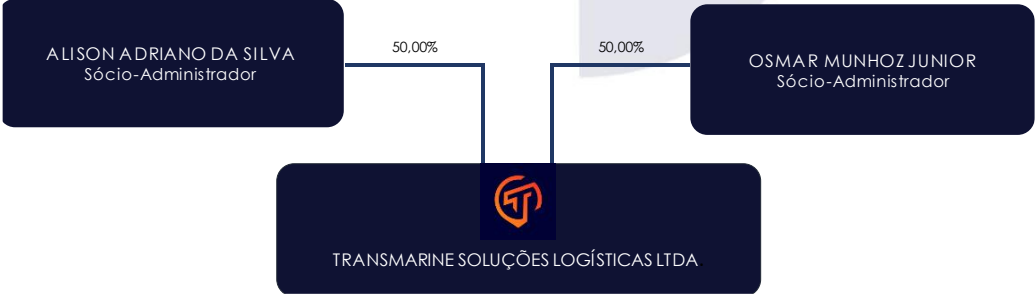 ALISON ADRIANO DA SILVA
Sócio-Administrador
50,00%
50,00%
OSMAR MUNHOZ JUNIOR
Sócio-Administrador
TRANSMARINE SOLUÇÕES LOGÍSTICAS LTDA